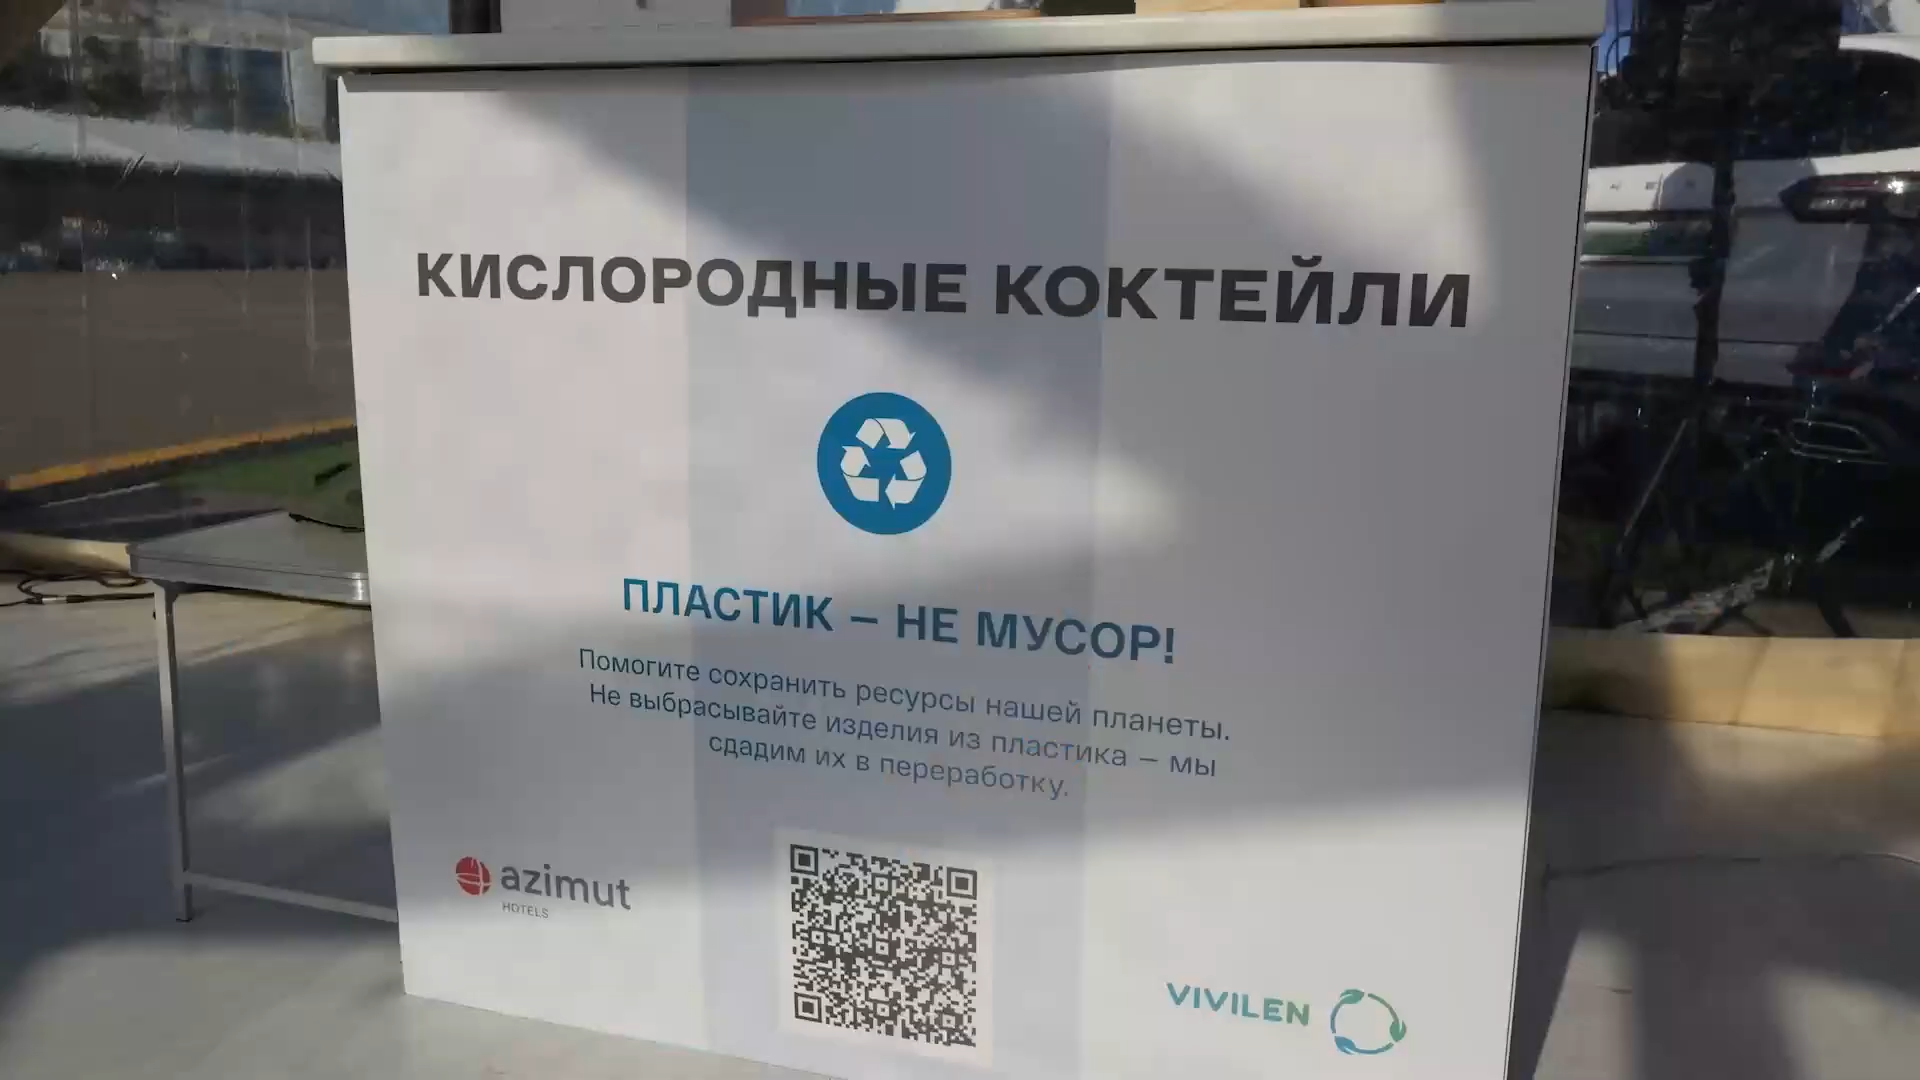 КИСЛОРОДНЫЕ КОКТЕЙЛИ
ПЛАСТИК – НЕ МУСОР!
Помогите сохранить ресурсы нашей планеты.
Не выбрасывайте изделия из пластика – мы
сдадим их в переработку.
azimut
HOTELS
VIVILEN